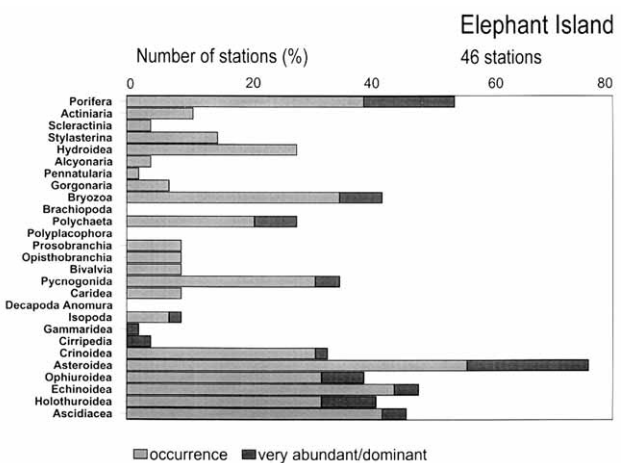 Elephant Island
Number of stations (%)
46 stations
0 20 40 60 80
Porifera
Actiniaria
Scleractinia
Stylasterina
Hydroidea
Alcyonaria
Pennatularia
Gorgonaria
Bryozoa
Brachiopoda
Polychaeta
Polyplacophora
Prosobranchia
Opisthobranchia
Bivalvia
Pycnogonida
Caridea
Decapoda Anomura
Isopoda
Gammaridea
Cirripedia
Crinoidea
Asteroidea
Ophiuroidea
Echinoidea
Holothuroidea
Ascidiacea
occurrence very abundant/dominant